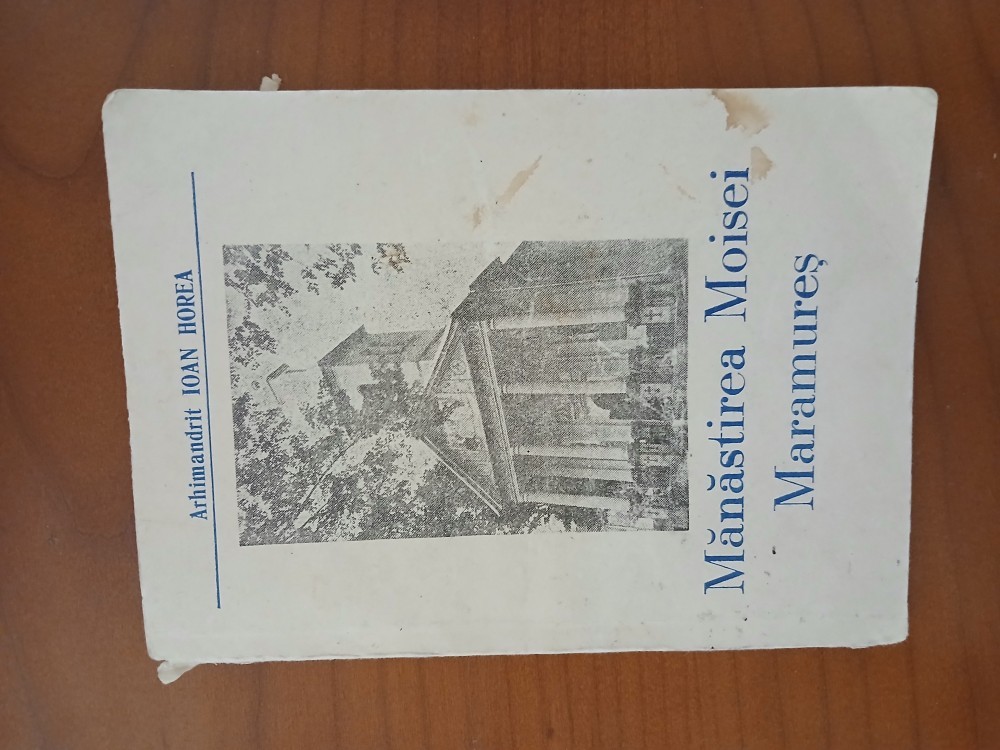 Arhimandrit IOAN HOREA
Mănăstirea Moisei
Maramureș